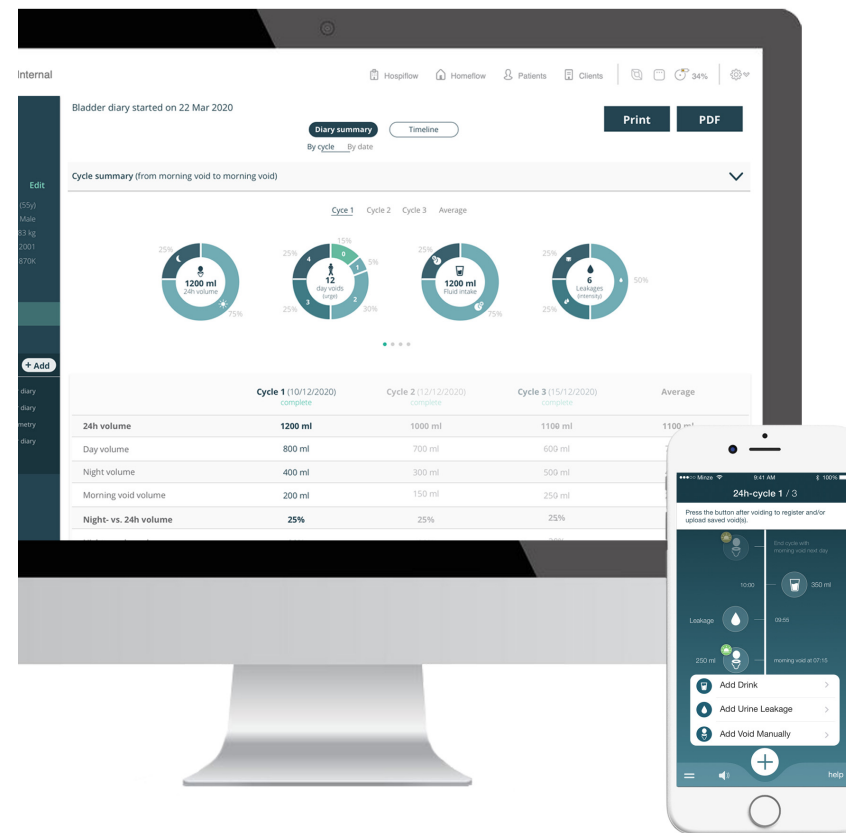 Internal
Hospiflow
Homeflow
Patients
Clients
34%
Bladder diary started on 22 Mar 2020
Diary summary
Timeline
Print
PDF
By cycle
By date
Edit
Cycle summary (from morning void to morning void)
(55y)
Male
83 kg
2001
870K
Cyce 1
Cycle 2
Cycle 3
Average
25%
1200 ml
24h volume
75%
15%
25%
4
0
5%
1
12
day voids
(urge)
3
2
25%
30%
25%
1200 ml
Fluid intake
75%
25%
6
Leakages
(intensity)
50%
25%
+ Add
diary
diary
metry
diary
Cycle 1 (10/12/2020)
complete
Cycle 2 (12/12/2020)
complete
Cycle 3 (15/12/2020)
complete
Average
24h volume
1200 ml
1000 ml
1100 ml
1100 ml
Day volume
800 ml
700 ml
600 ml
Night volume
400 ml
300 ml
500 ml
Morning void volume
200 ml
150 ml
250 ml
Night- vs. 24h volume
25%
25%
25%
Minze
9:41 AM
100%
24h-cycle 1 / 3
Press the button after voiding to register and/or
upload saved void(s).
End cycle with
morning void next day
10:00
350 ml
Leakage
09:55
250 ml
morning void at 07:15
Add Drink
Add Urine Leakage
Add Void Manually
+
help